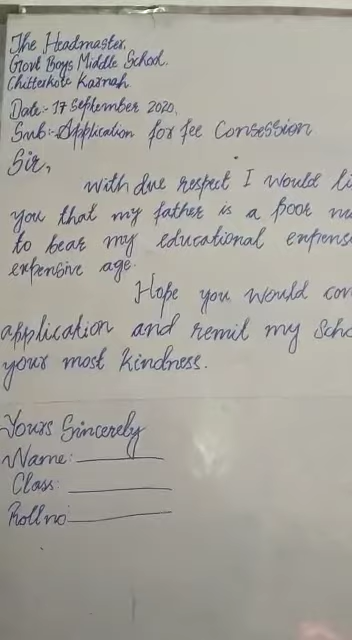 The Headmaster,
Govt Boys Middle School.
Chitterkote Karnah
Date:- 17 September 2020.
Sub:- Application for fee Consession
Sir,
With due respect I would
you that my father is a poor
to bear my educational
expensive age.
Hope you would
application and remit my
your most kindness.
Yours Sincerely
Name:
Class:
Roll no: